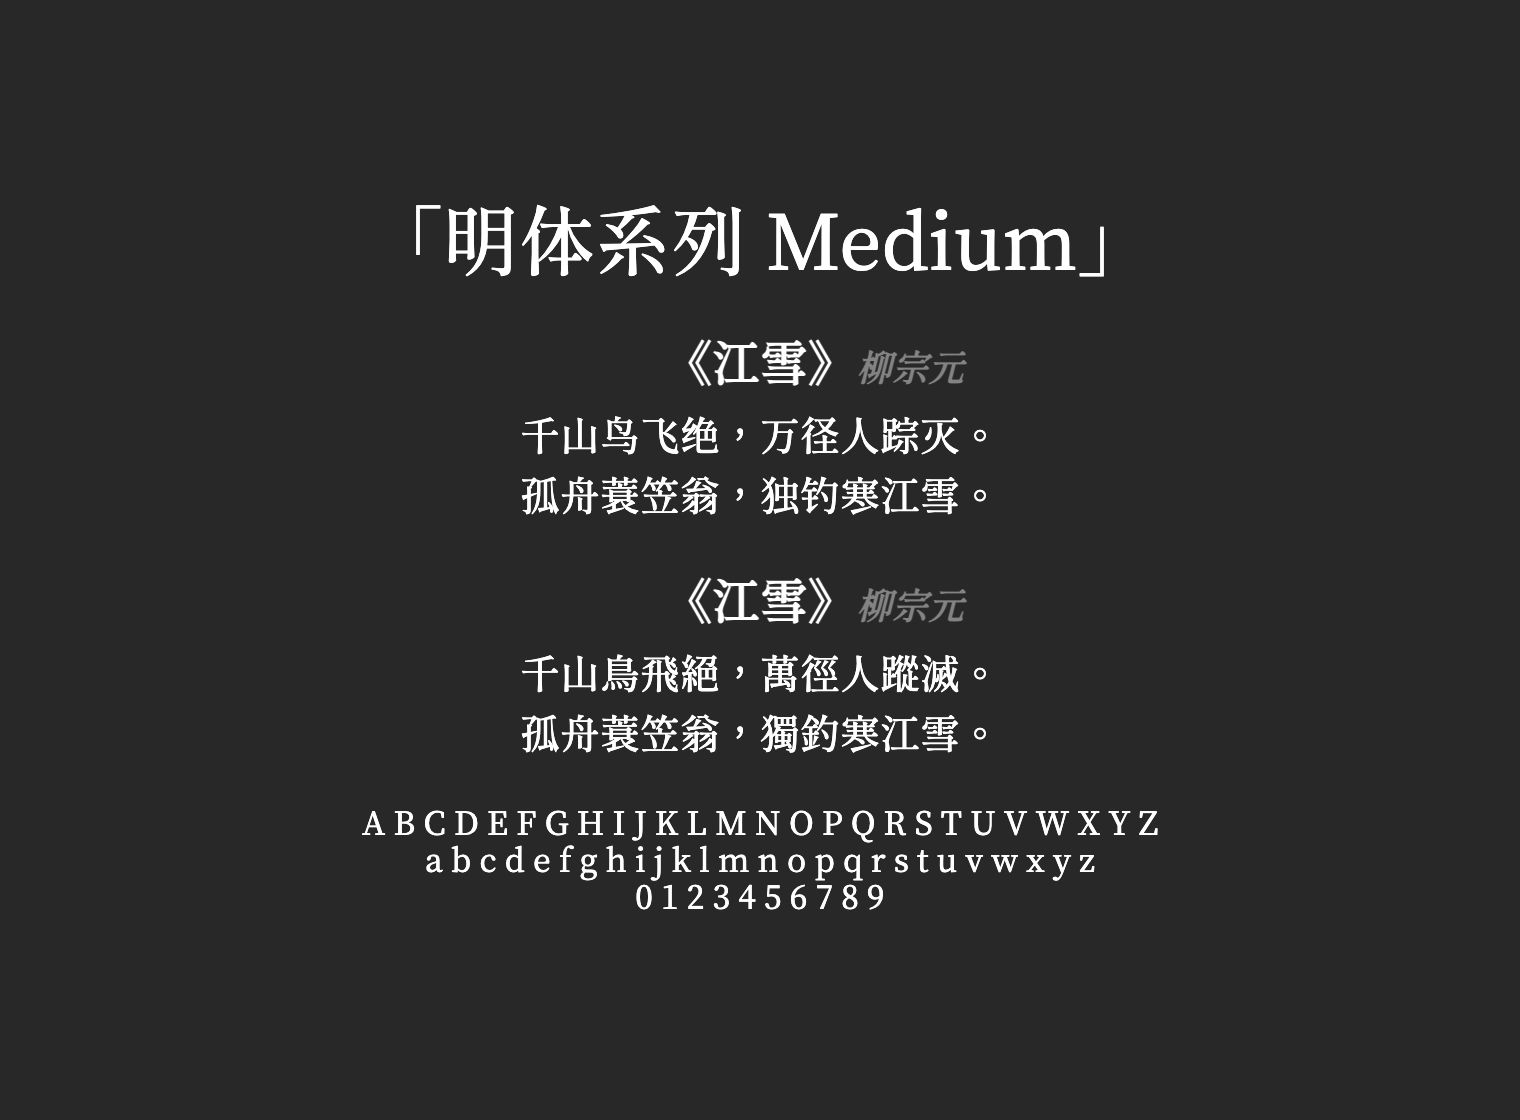 「明体系列 Medium」
《江雪》 柳宗元
千山鸟飞绝，万径人踪灭。
孤舟蓑笠翁，独钓寒江雪。
《江雪》 柳宗元
千山鳥飛絕，萬徑人蹤滅。
孤舟蓑笠翁，獨釣寒江雪。
A B C D E F G H I J K L M N O P Q R S T U V W X Y Z
a b c d e f g h i j k l m n o p q r s t u v w x y z
0 1 2 3 4 5 6 7 8 9